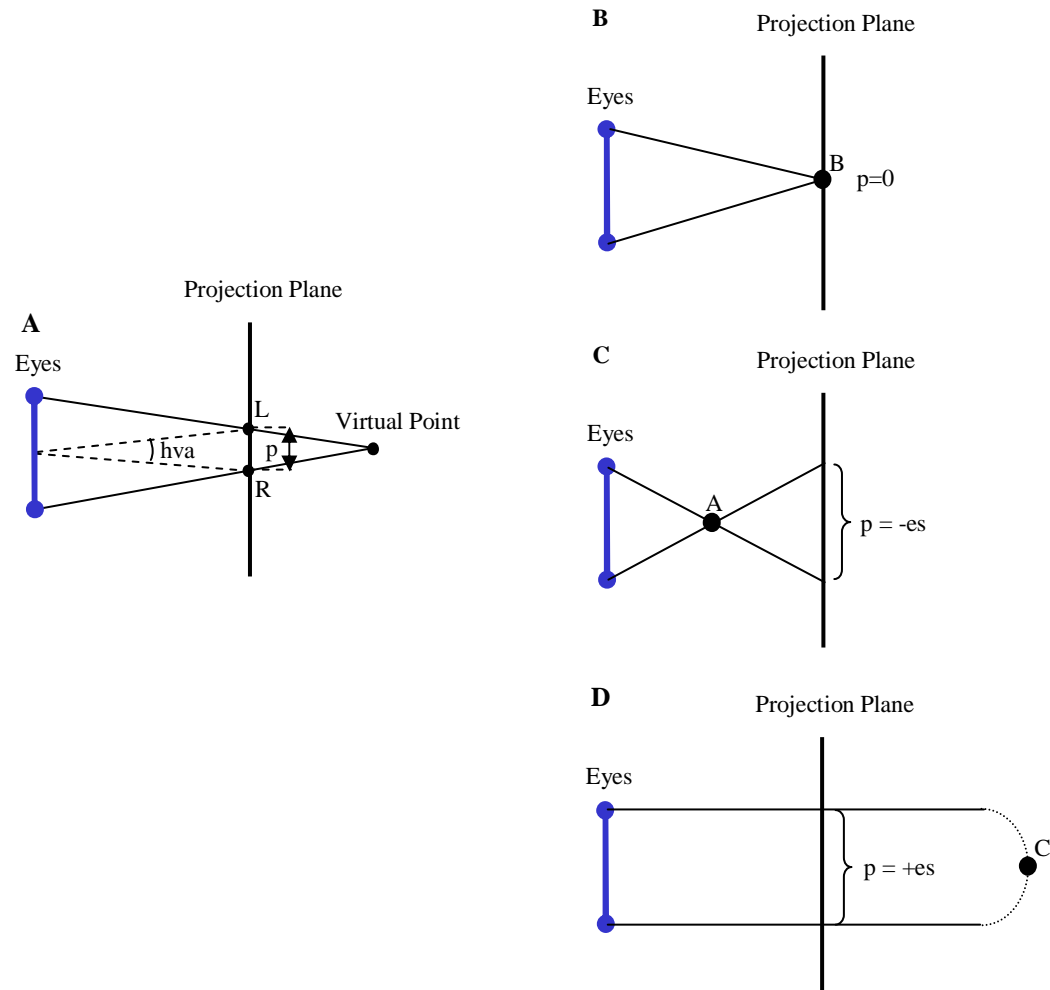 A
Projection Plane
Eyes
L
Virtual Point
hva
p
R
B
Projection Plane
Eyes
B
p=0
C
Projection Plane
Eyes
A
p = -es
D
Projection Plane
Eyes
C
p = +es